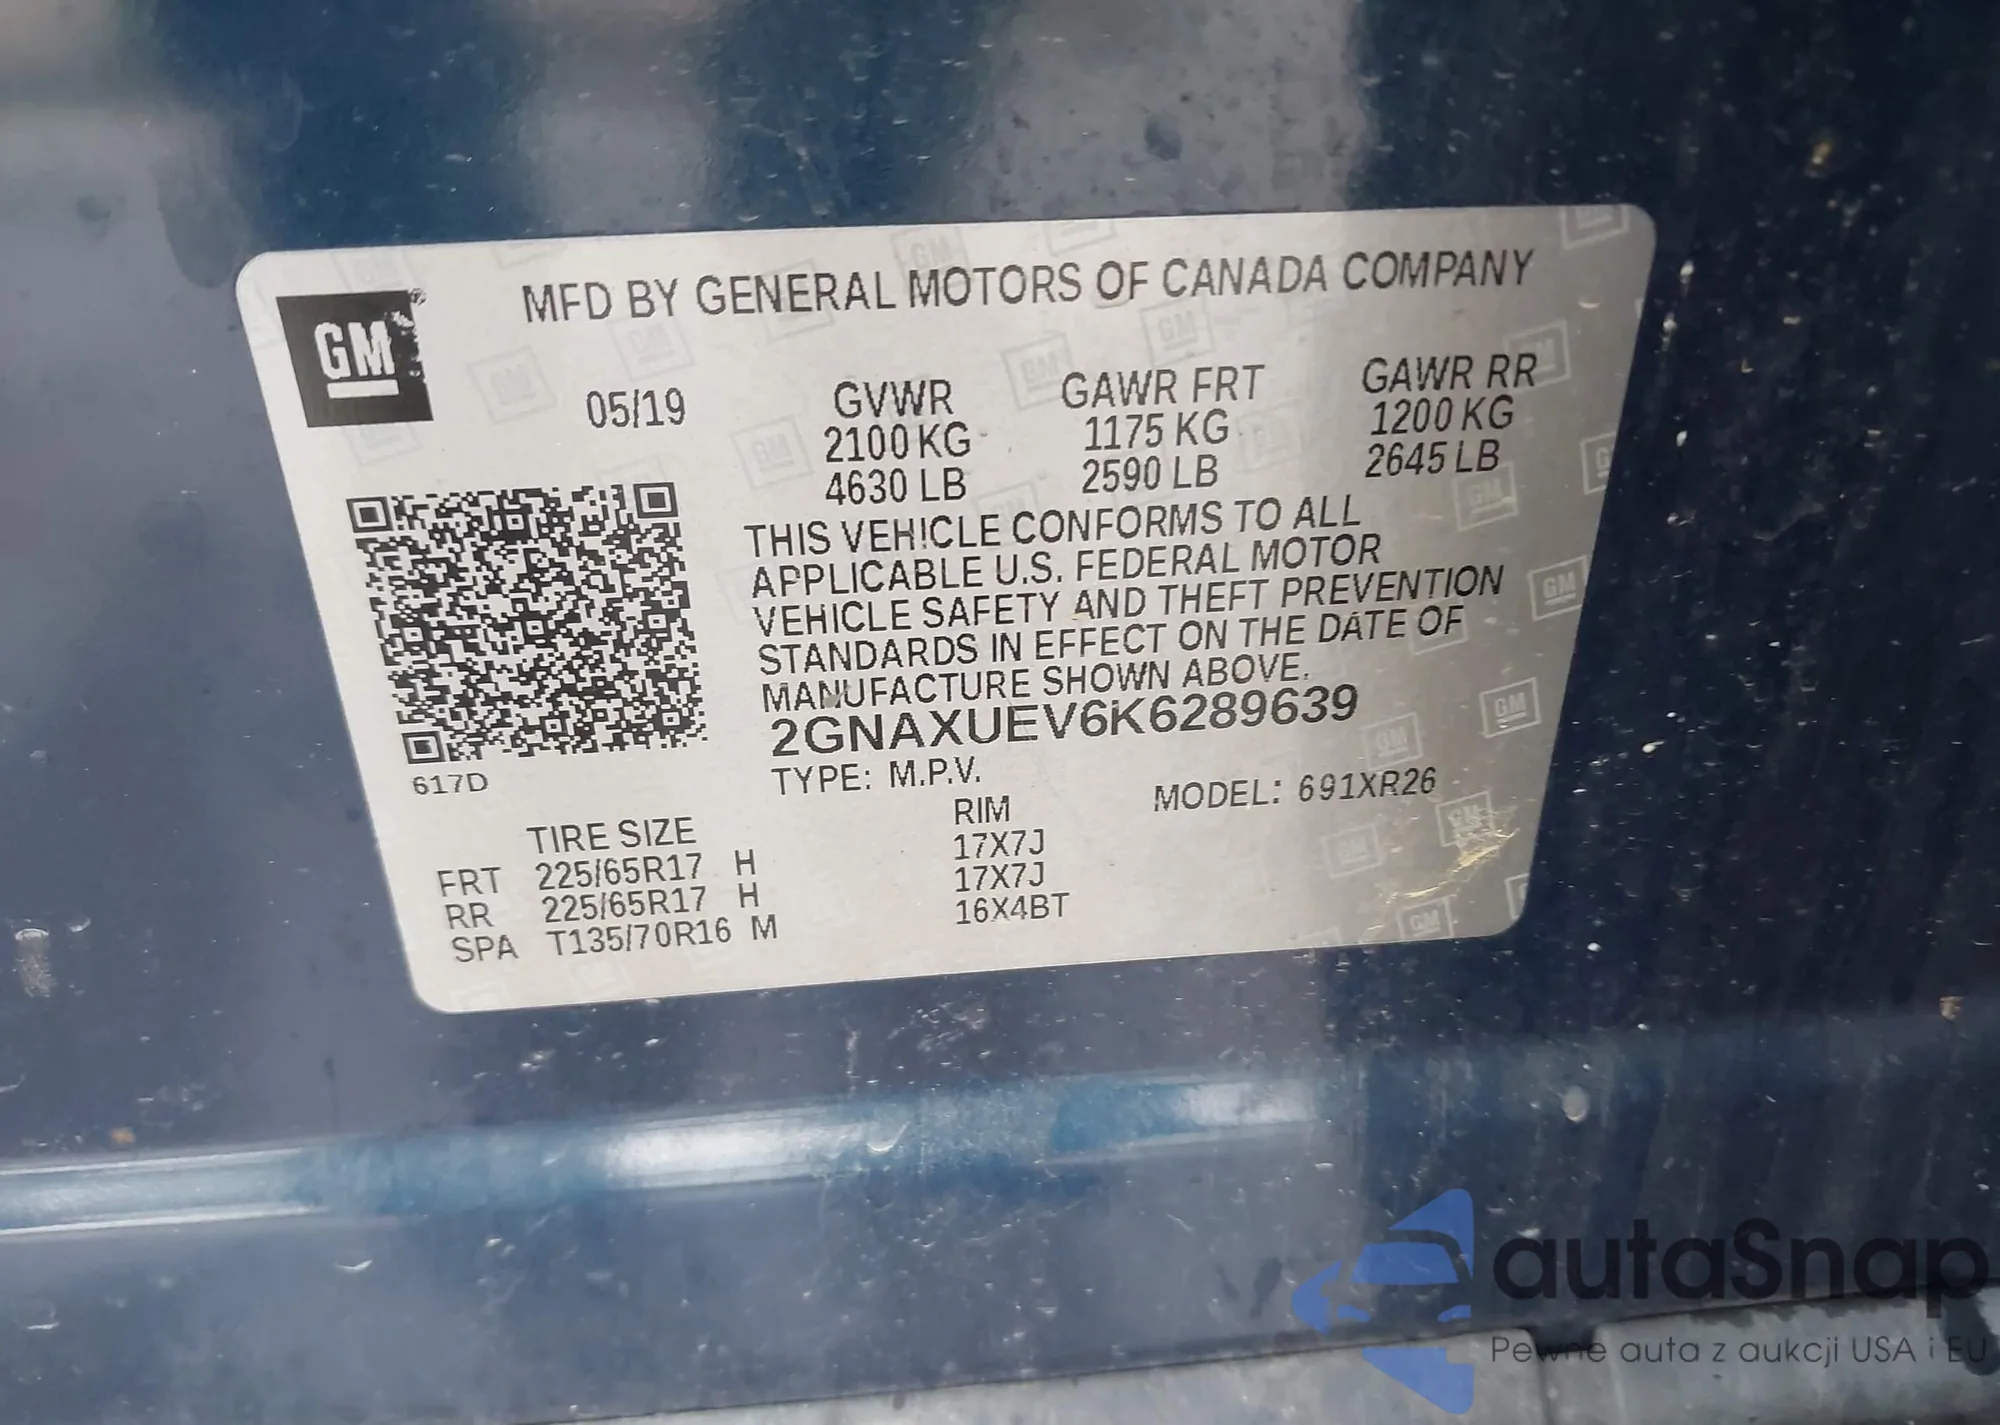 GM®
MFD BY GENERAL MOTORS OF CANADA COMPANY
05/19
GVWR
2100 KG
4630 LB
GAWR FRT
1175 KG
2590 LB
GAWR RR
1200 KG
2645 LB
THIS VEHICLE CONFORMS TO ALL
APPLICABLE U.S. FEDERAL MOTOR
VEHICLE SAFETY AND THEFT PREVENTION
STANDARDS IN EFFECT ON THE DATE OF
MANUFACTURE SHOWN ABOVE.
2GNAXUEV6K6289639
TYPE: M.P.V.
MODEL: 691XR26
617D
TIRE SIZE RIM
FRT 225/65R17 H 17X7J
RR 225/65R17 H 17X7J
SPA T135/70R16 M 16X4BT
autaSnap
Pewne auta z aukcji USA i EU